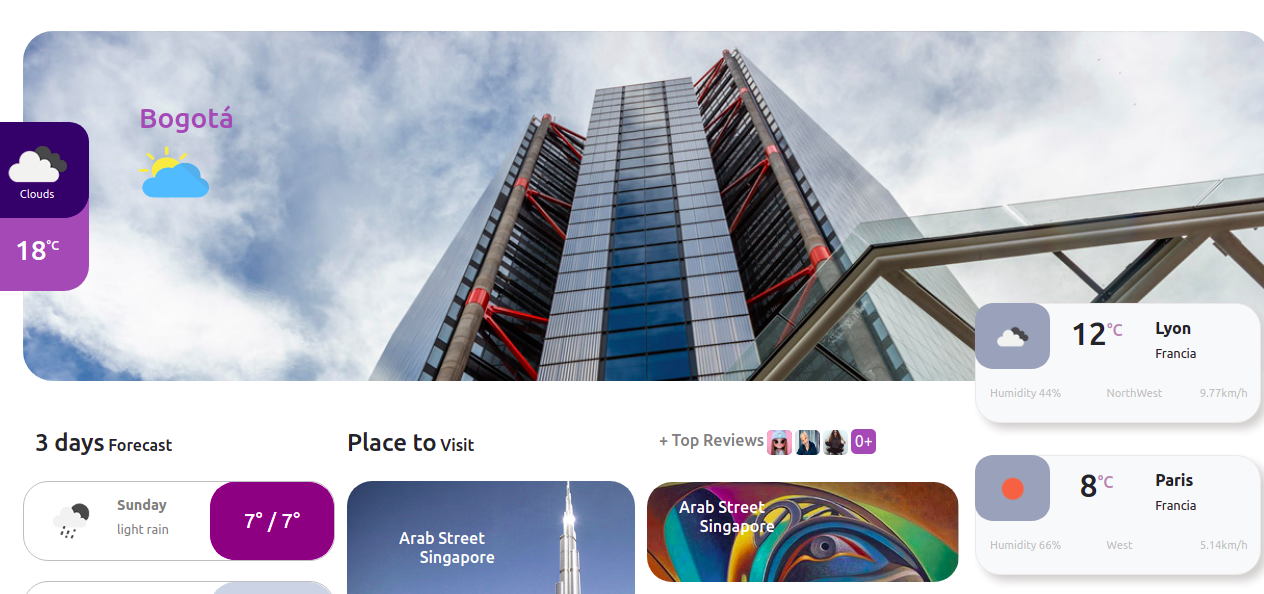 Bogotá
Clouds
18°C
12°C
Lyon
Francia
Humidity 44%
NorthWest
9.77km/h
3 days Forecast
Place to Visit
+ Top Reviews
0+
8°C
Paris
Francia
Humidity 66%
West
5.14km/h
Sunday
light rain
7° / 7°
Arab Street
Singapore
Arab Street
Singapore